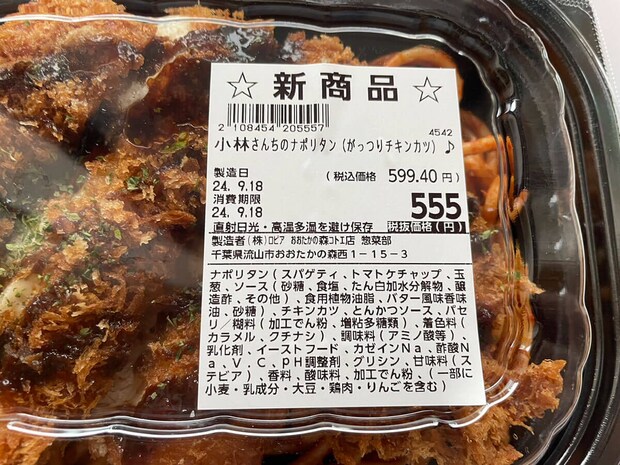 ☆ 新商品 ☆
2 108454 205557
4542
小林さんちのナポリタン(がっつりチキンカツ)♪
製造日
24. 9.18
(税込価格 599.40円)
消費期限
24. 9.18
555
直射日光・高温多湿を避け保存
税抜価格(円)
製造者(株)ロピア おおたかの森コトエ店 惣菜部
千葉県流山市おおたかの森西1-15-3
ナポリタン(スパゲティ、トマトケチャップ、玉
葱、ソース(砂糖、食塩、たん白加水分解物、醸
造酢、その他)、食用植物油脂、バター風味香味
油、砂糖)、チキンカツ、とんかつソース、パセ
リ/糊料(加工でん粉、増粘多糖類)、着色料(
カラメル、クチナシ)、調味料(アミノ酸等)
乳化剤、イーストフード、カゼインNa、酢酸N
a、V.C、pH調整剤、グリシン、甘味料(ス
テビア)、香料、酸味料、加工でん粉、(一部に
小麦・乳成分・大豆・鶏肉・りんごを含む)